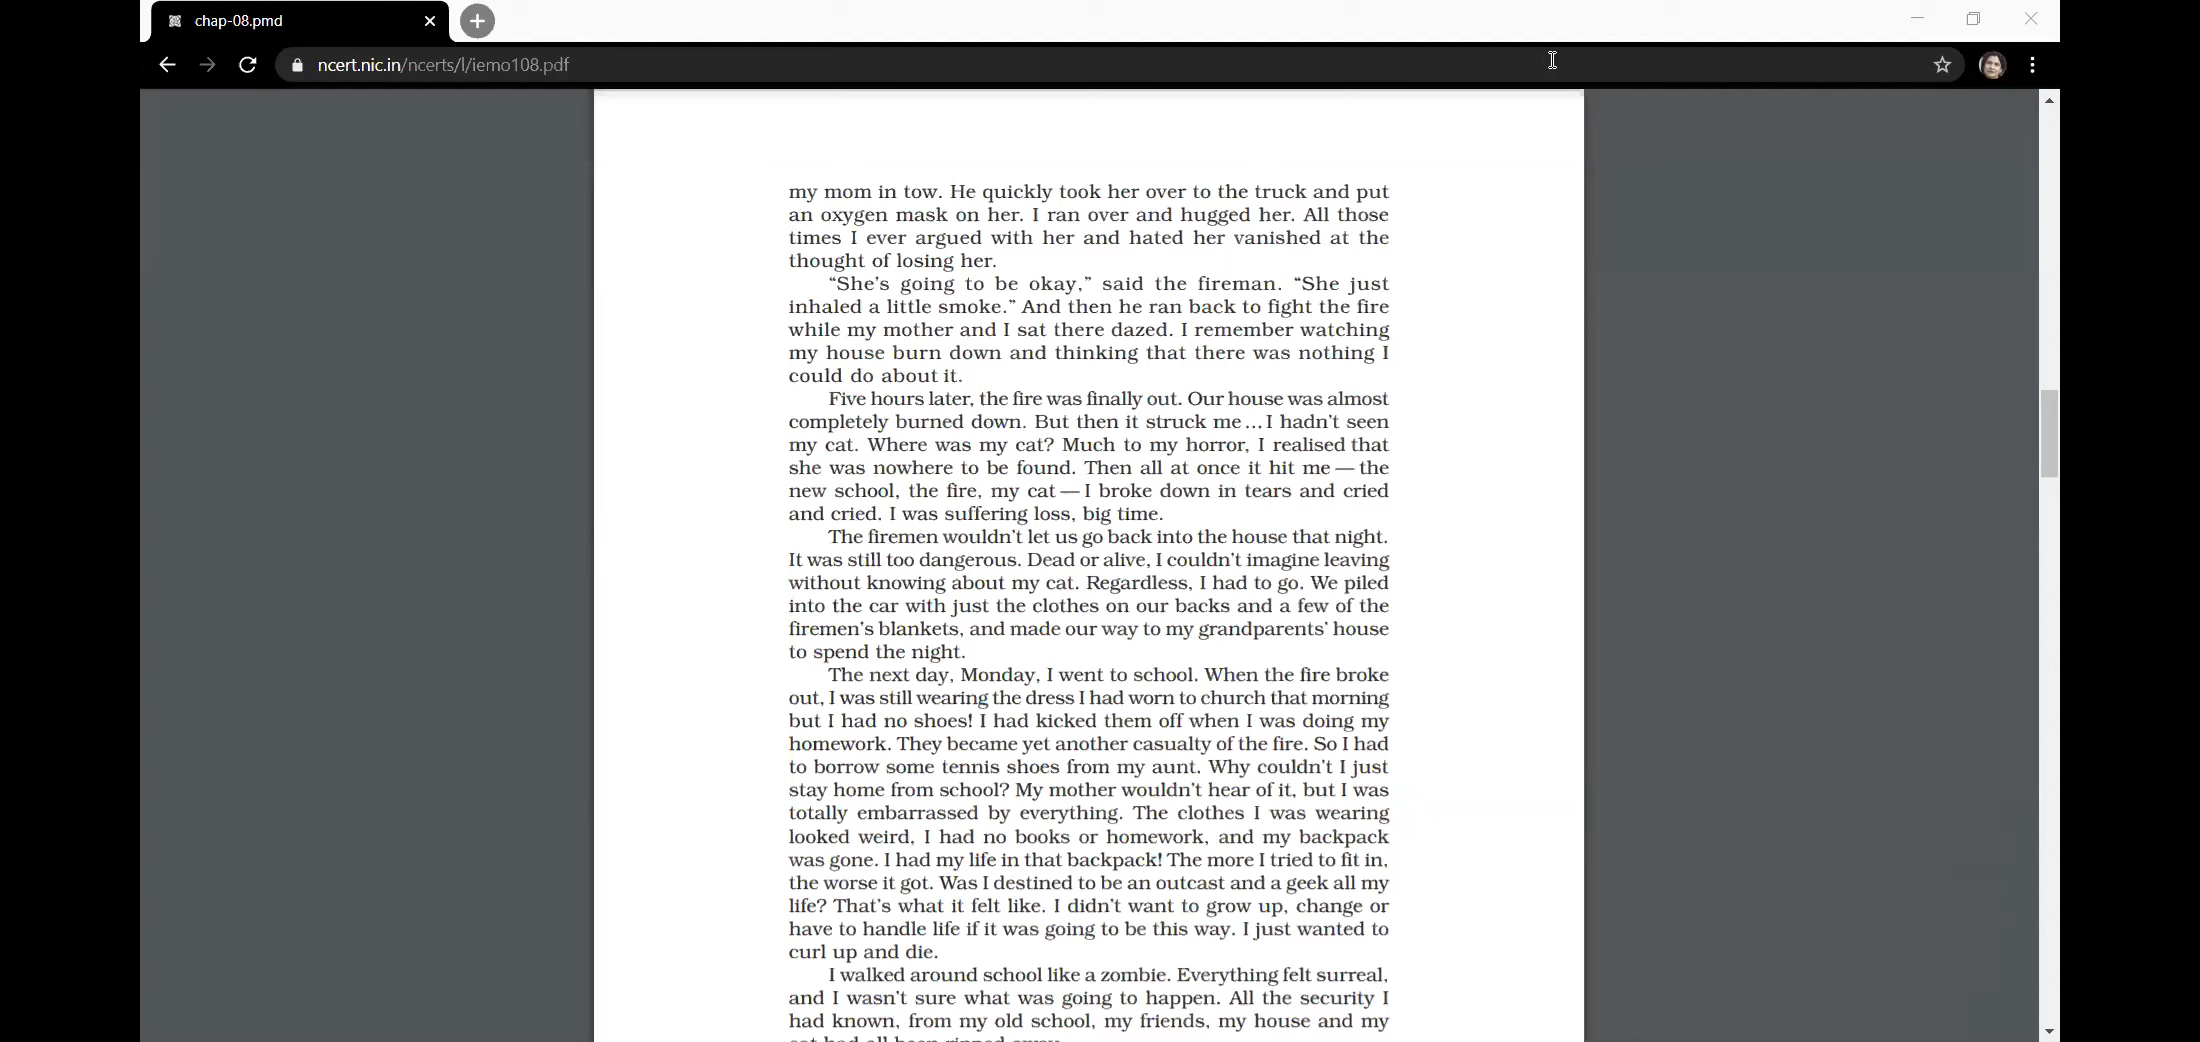 chap-08.pmd
ncert.nic.in/ncerts/l/iemo108.pdf
my mom in tow. He quickly took her over to the truck and put
an oxygen mask on her. I ran over and hugged her. All those
times I ever argued with her and hated her vanished at the
thought of losing her.
“She’s going to be okay,” said the fireman. “She just
inhaled a little smoke.” And then he ran back to fight the fire
while my mother and I sat there dazed. I remember watching
my house burn down and thinking that there was nothing I
could do about it.
Five hours later, the fire was finally out. Our house was almost
completely burned down. But then it struck me ... I hadn’t seen
my cat. Where was my cat? Much to my horror, I realised that
she was nowhere to be found. Then all at once it hit me — the
new school, the fire, my cat — I broke down in tears and cried
and cried. I was suffering loss, big time.
The firemen wouldn’t let us go back into the house that night.
It was still too dangerous. Dead or alive, I couldn’t imagine leaving
without knowing about my cat. Regardless, I had to go. We piled
into the car with just the clothes on our backs and a few of the
firemen’s blankets, and made our way to my grandparents’ house
to spend the night.
The next day, Monday, I went to school. When the fire broke
out, I was still wearing the dress I had worn to church that morning
but I had no shoes! I had kicked them off when I was doing my
homework. They became yet another casualty of the fire. So I had
to borrow some tennis shoes from my aunt. Why couldn’t I just
stay home from school? My mother wouldn’t hear of it, but I was
totally embarrassed by everything. The clothes I was wearing
looked weird, I had no books or homework, and my backpack
was gone. I had my life in that backpack! The more I tried to fit in,
the worse it got. Was I destined to be an outcast and a geek all my
life? That’s what it felt like. I didn’t want to grow up, change or
have to handle life if it was going to be this way. I just wanted to
curl up and die.
I walked around school like a zombie. Everything felt surreal,
and I wasn’t sure what was going to happen. All the security I
had known, from my old school, my friends, my house and my